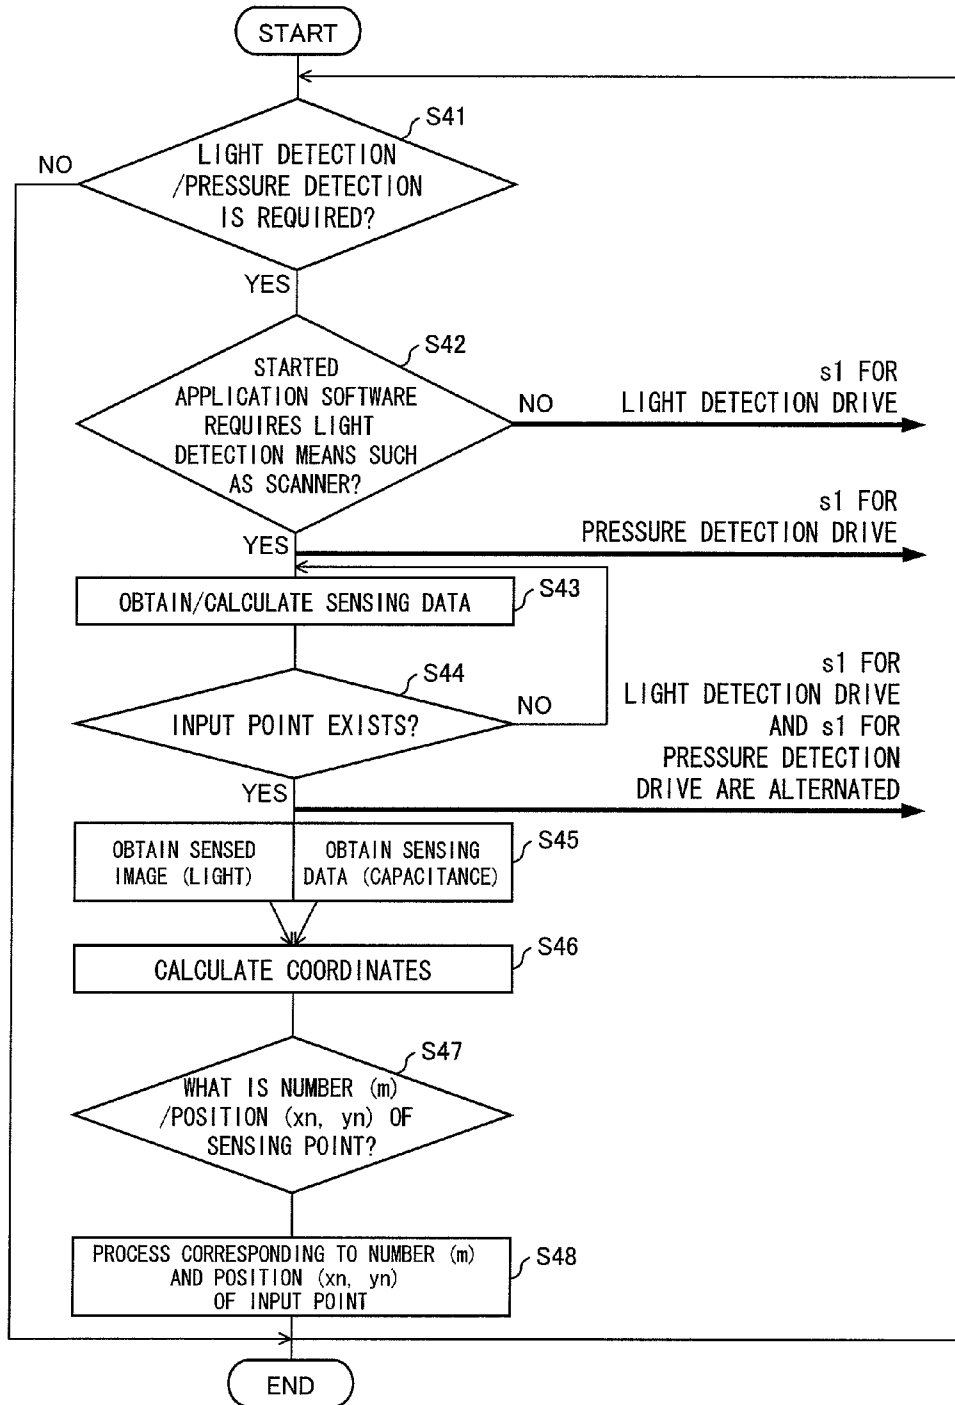 START
S41
NO
LIGHT DETECTION
/PRESSURE DETECTION
IS REQUIRED?
YES
S42
STARTED
APPLICATION SOFTWARE
REQUIRES LIGHT
DETECTION MEANS SUCH
AS SCANNER?
NO
s1 FOR
LIGHT DETECTION DRIVE
YES
s1 FOR
PRESSURE DETECTION DRIVE
S43
OBTAIN/CALCULATE SENSING DATA
S44
INPUT POINT EXISTS?
NO
YES
s1 FOR
LIGHT DETECTION DRIVE
AND s1 FOR
PRESSURE DETECTION
DRIVE ARE ALTERNATED
OBTAIN SENSED
IMAGE (LIGHT)
OBTAIN SENSING
DATA (CAPACITANCE)
S45
CALCULATE COORDINATES
S46
S47
WHAT IS NUMBER (m)
/POSITION (xn, yn) OF
SENSING POINT?
PROCESS CORRESPONDING TO NUMBER (m)
AND POSITION (xn, yn)
OF INPUT POINT
S48
END